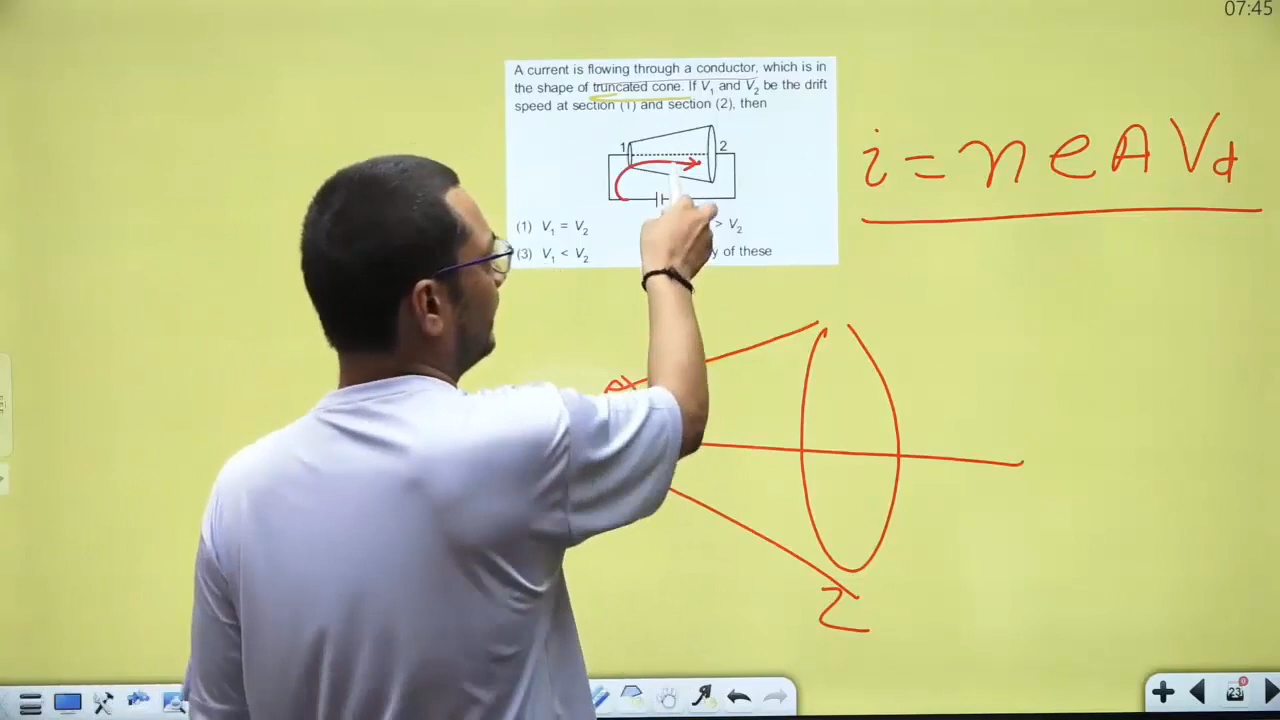 07:45
A current is flowing through a conductor, which is in
the shape of truncated cone. If V₁ and V₂ be the drift
speed at section (1) and section (2), then
1 2
(1) V₁ = V₂ > V₂
(3) V₁ < V₂ of these
i = n e A Vd
2
23